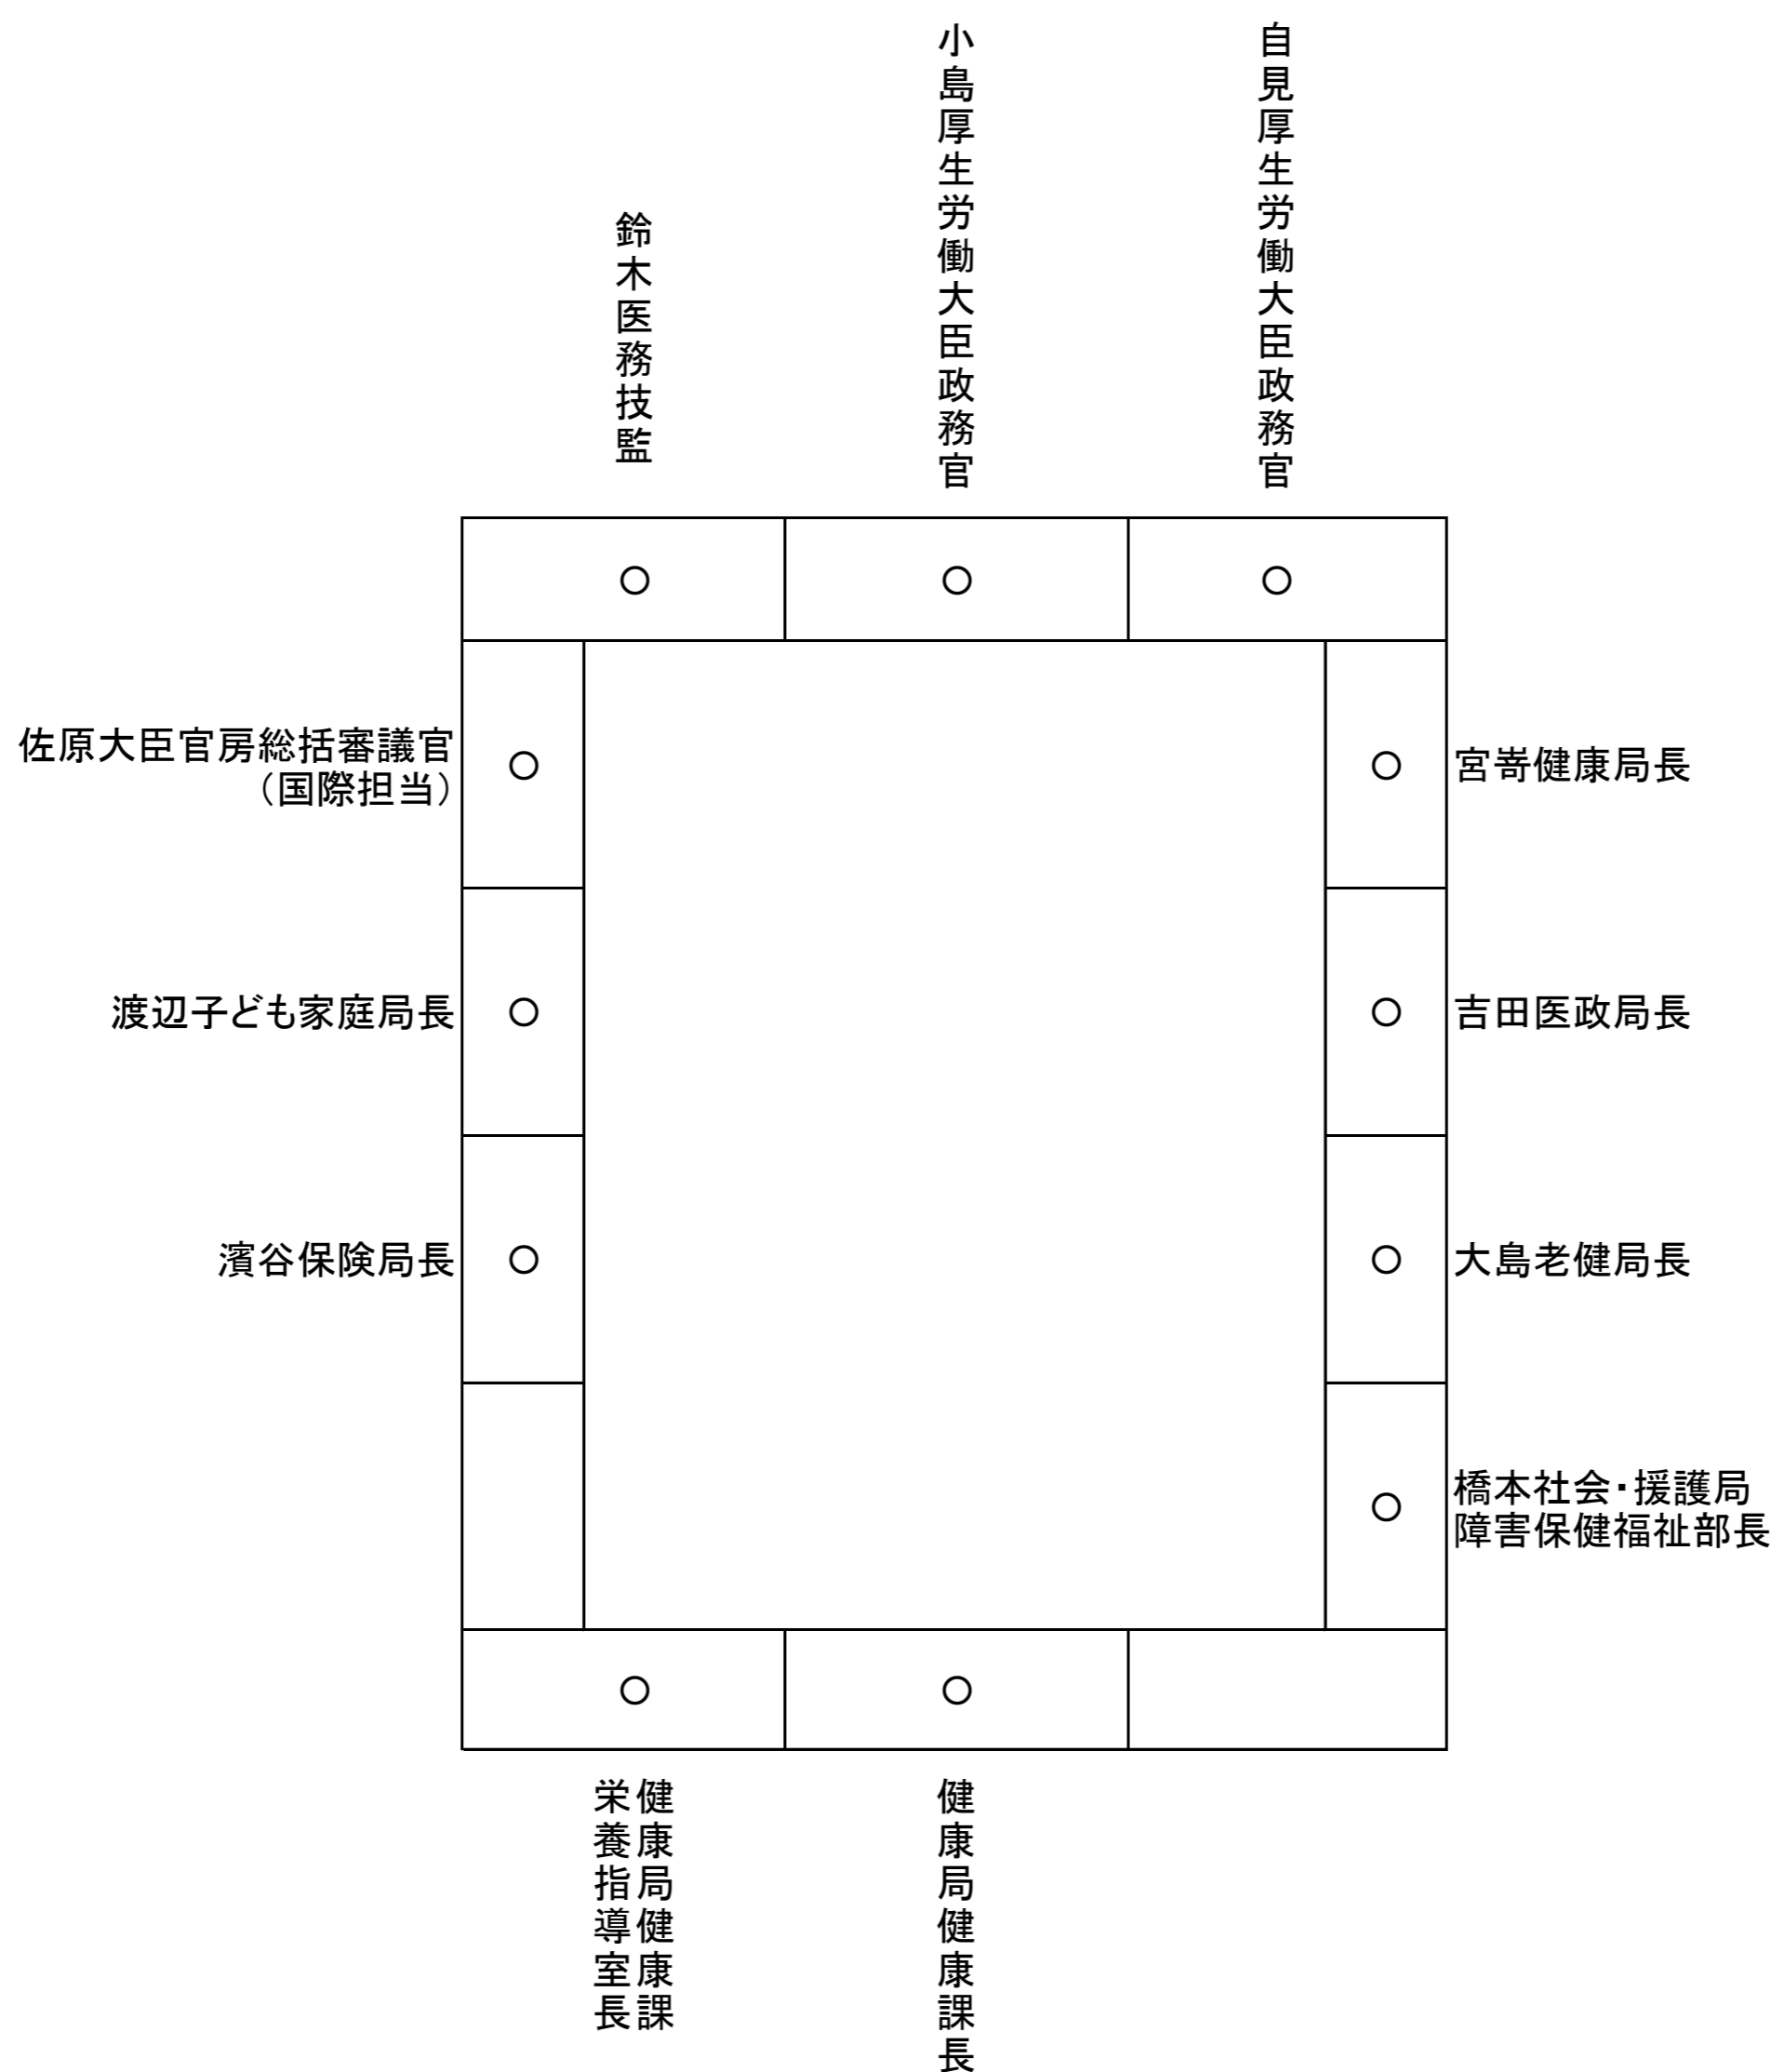 鈴木医務技監
小島厚生労働大臣政務官
自見厚生労働大臣政務官
佐原大臣官房総括審議官
（国際担当）
宮嵜健康局長
渡辺子ども家庭局長
吉田医政局長
濱谷保険局長
大島老健局長
橋本社会・援護局
障害保健福祉部長
健康局健康課
栄養指導室長
健康局健康課長